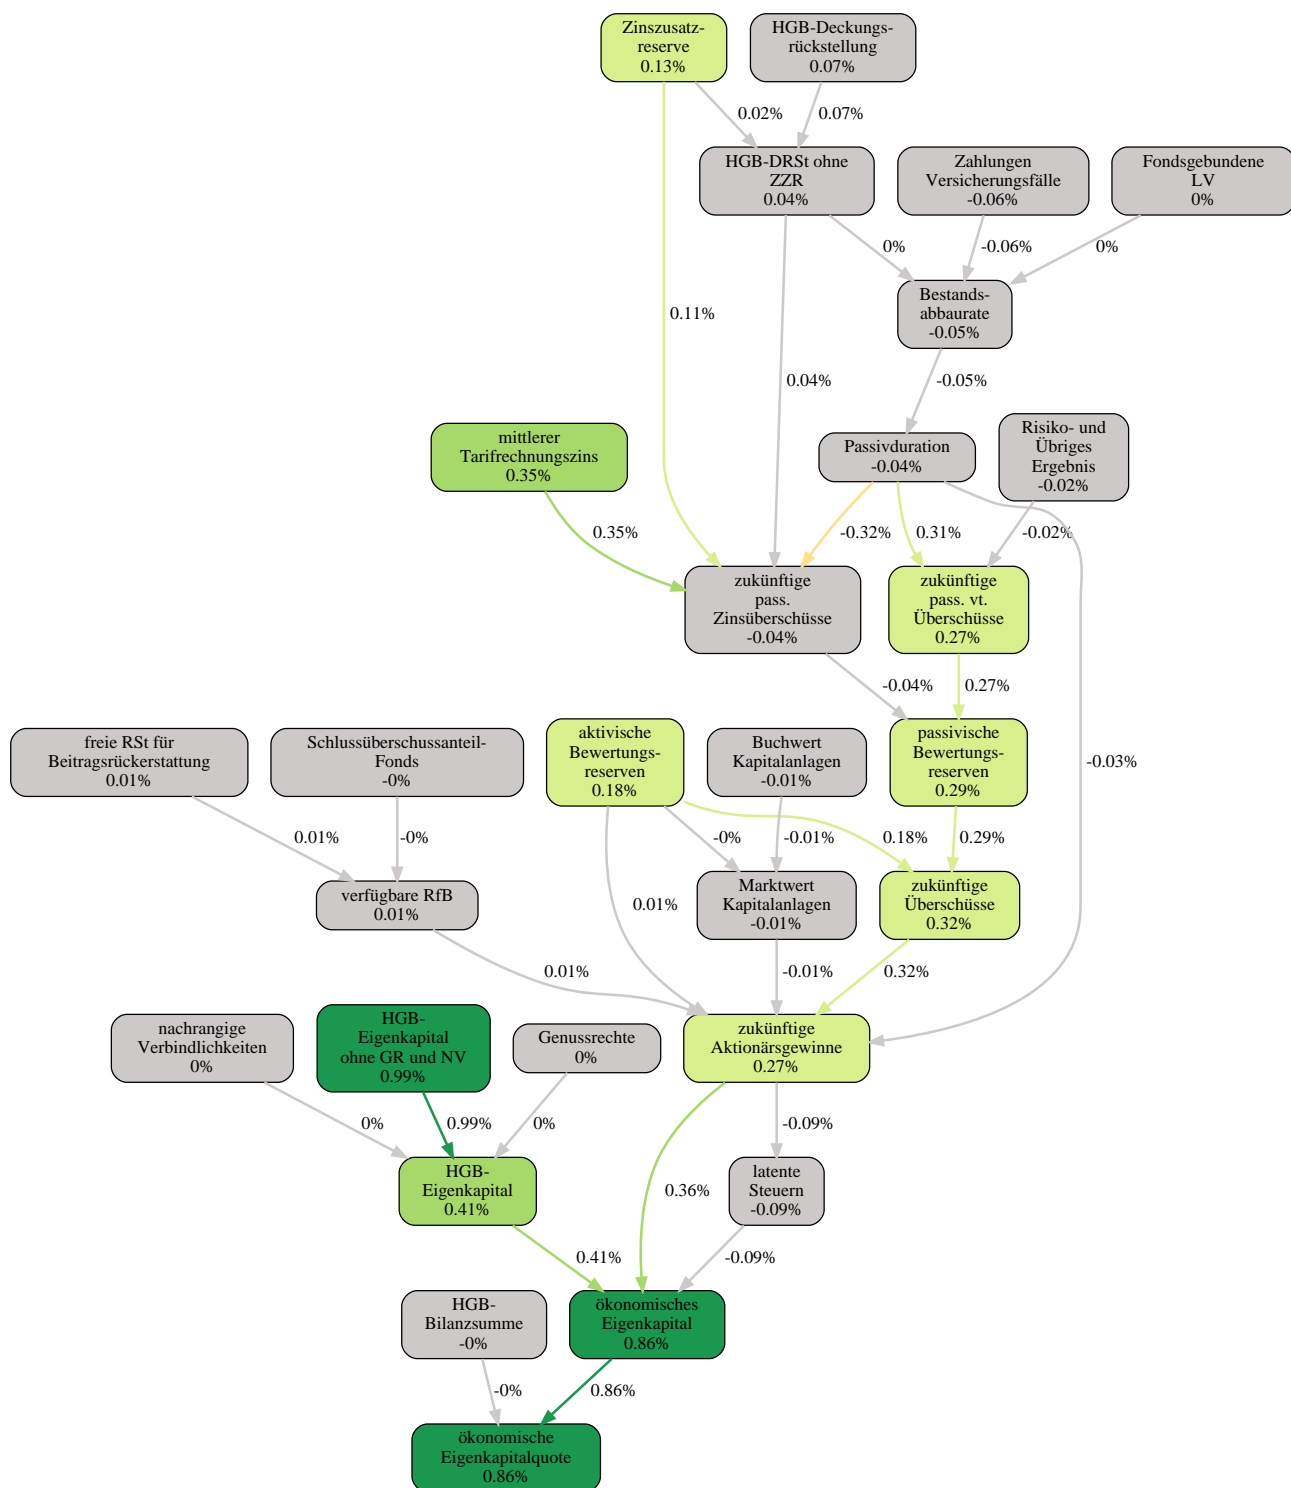 Zinszusatz-
reserve
0.13%
HGB-Deckungs-
rückstellung
0.07%
0.02%
0.07%
HGB-DRSt ohne
ZZR
0.04%
Zahlungen
Versicherungsfälle
-0.06%
Fondsgebundene
LV
0%
0%
-0.06%
0%
Bestands-
abbaurate
-0.05%
0.11%
0.04%
-0.05%
mittlerer
Tarifrechnungszins
0.35%
Passivduration
-0.04%
Risiko- und
Übriges
Ergebnis
-0.02%
0.35%
-0.32%
0.31%
-0.02%
zukünftige
pass.
Zinsüberschüsse
-0.04%
zukünftige
pass. vt.
Überschüsse
0.27%
-0.04%
0.27%
freie RSt für
Beitragsrückerstattung
0.01%
Schlussüberschussanteil-
Fonds
-0%
aktivische
Bewertungs-
reserven
0.18%
Buchwert
Kapitalanlagen
-0.01%
passivische
Bewertungs-
reserven
0.29%
-0.03%
0.01%
-0%
-0%
-0.01%
0.18%
0.29%
verfügbare RfB
0.01%
0.01%
Marktwert
Kapitalanlagen
-0.01%
zukünftige
Überschüsse
0.32%
0.01%
-0.01%
0.32%
nachrangige
Verbindlichkeiten
0%
HGB-
Eigenkapital
ohne GR und NV
0.99%
Genussrechte
0%
zukünftige
Aktionärsgewinne
0.27%
0%
0.99%
0%
-0.09%
HGB-
Eigenkapital
0.41%
0.36%
latente
Steuern
-0.09%
0.41%
-0.09%
HGB-
Bilanzsumme
-0%
ökonomisches
Eigenkapital
0.86%
-0%
0.86%
ökonomische
Eigenkapitalquote
0.86%